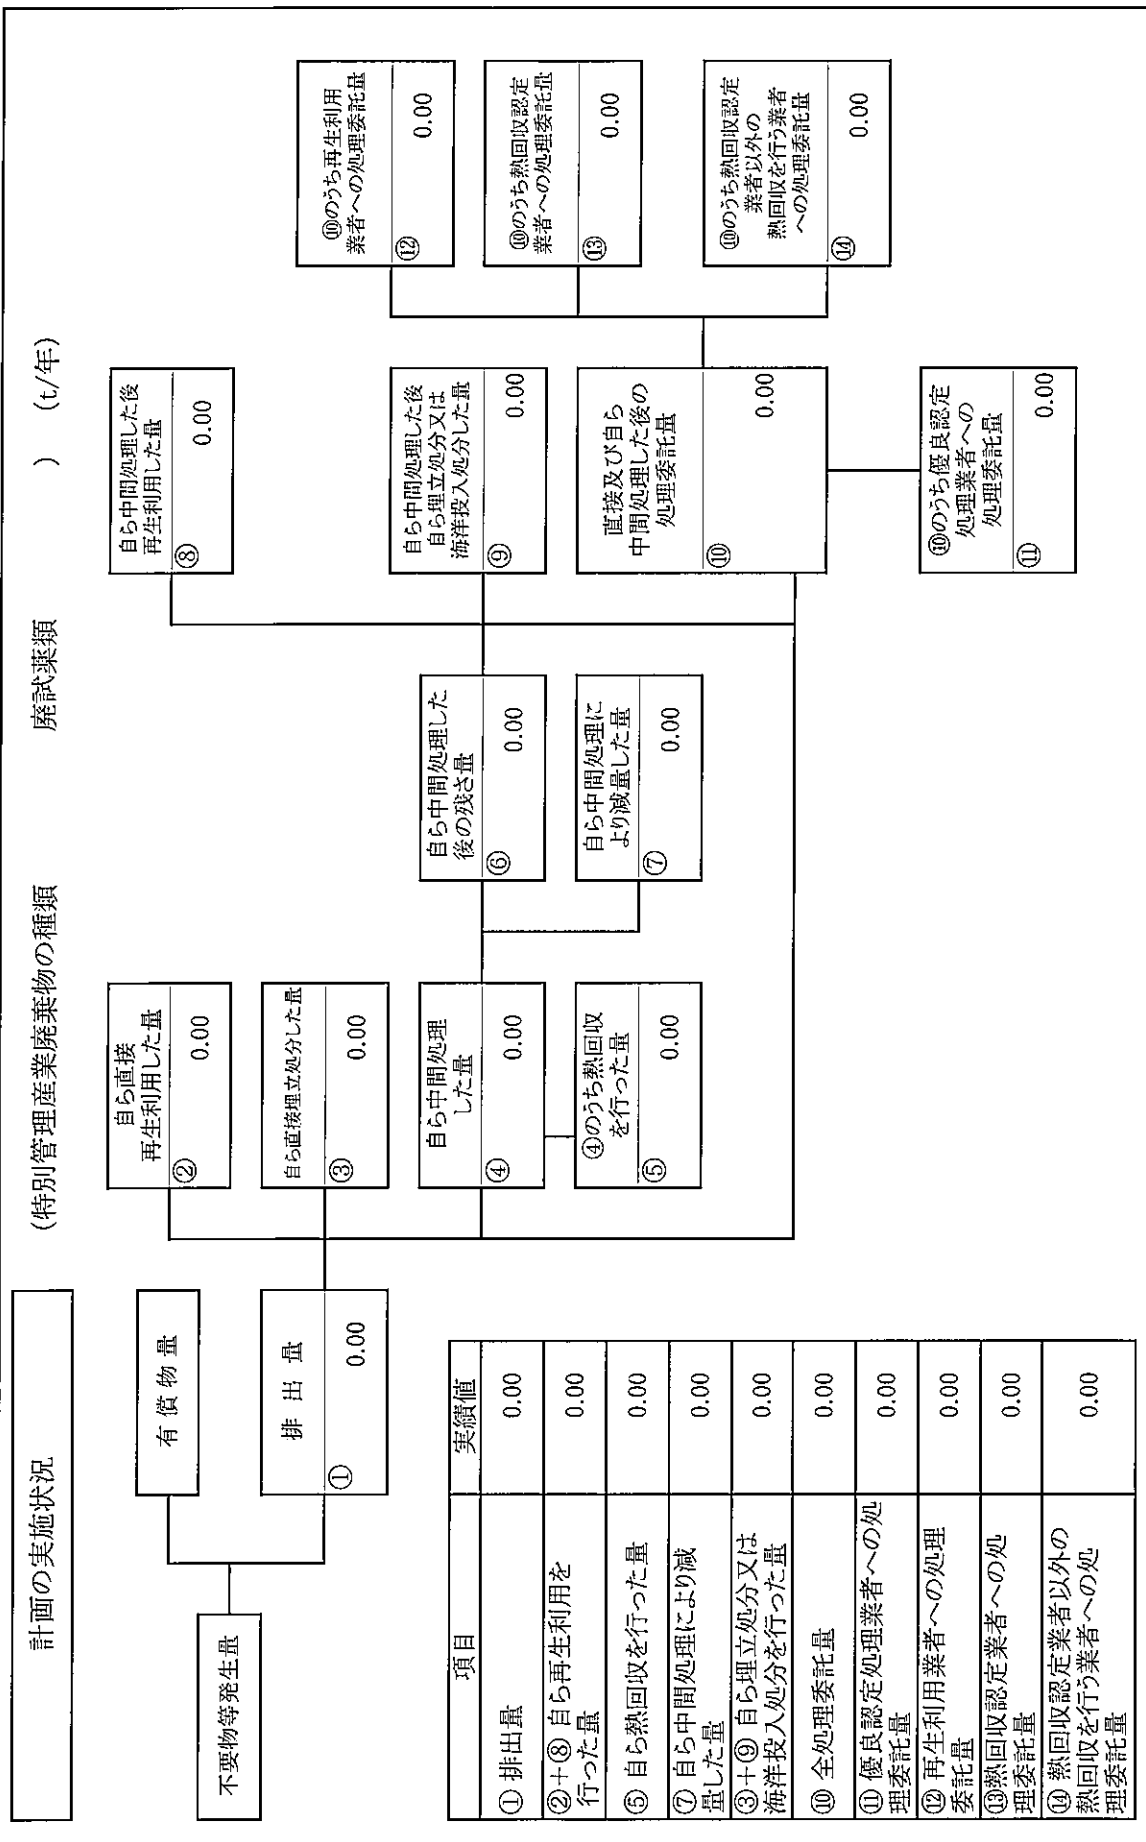 計画の実施状況
(特別管理産業廃棄物の種類 廃試薬類 ) (t/年)
不要物等発生量
有償物量
排出量
① 0.00
自ら直接
再生利用した量
② 0.00
自ら直接埋立処分した量
③ 0.00
自ら中間処理
した量
④ 0.00
④のうち熱回収
を行った量
⑤ 0.00
自ら中間処理した
後の残さ量
⑥ 0.00
自ら中間処理に
より減量した量
⑦ 0.00
自ら中間処理した後
再生利用した量
⑧ 0.00
自ら中間処理した後
自ら埋立処分又は
海洋投入処分した量
⑨ 0.00
直接及び自ら
中間処理した後の
処理委託量
⑩ 0.00
⑩のうち優良認定
処理業者への
処理委託量
⑪ 0.00
⑩のうち再生利用
業者への処理委託量
⑫ 0.00
⑩のうち熱回収認定
業者への処理委託量
⑬ 0.00
⑩のうち熱回収認定
業者以外の
熱回収を行う業者
への処理委託量
⑭ 0.00
項目 実績値
① 排出量 0.00
②+⑧ 自ら再生利用を
行った量 0.00
⑤ 自ら熱回収を行った量 0.00
⑦ 自ら中間処理により減
量した量 0.00
③+⑨ 自ら埋立処分又は
海洋投入処分を行った量 0.00
⑩ 全処理委託量 0.00
⑪ 優良認定処理業者への処
理委託量 0.00
⑫ 再生利用業者への処理
委託量 0.00
⑬熱回収認定業者への処
理委託量 0.00
⑭ 熱回収認定業者以外の
熱回収を行う業者への処
理委託量 0.00